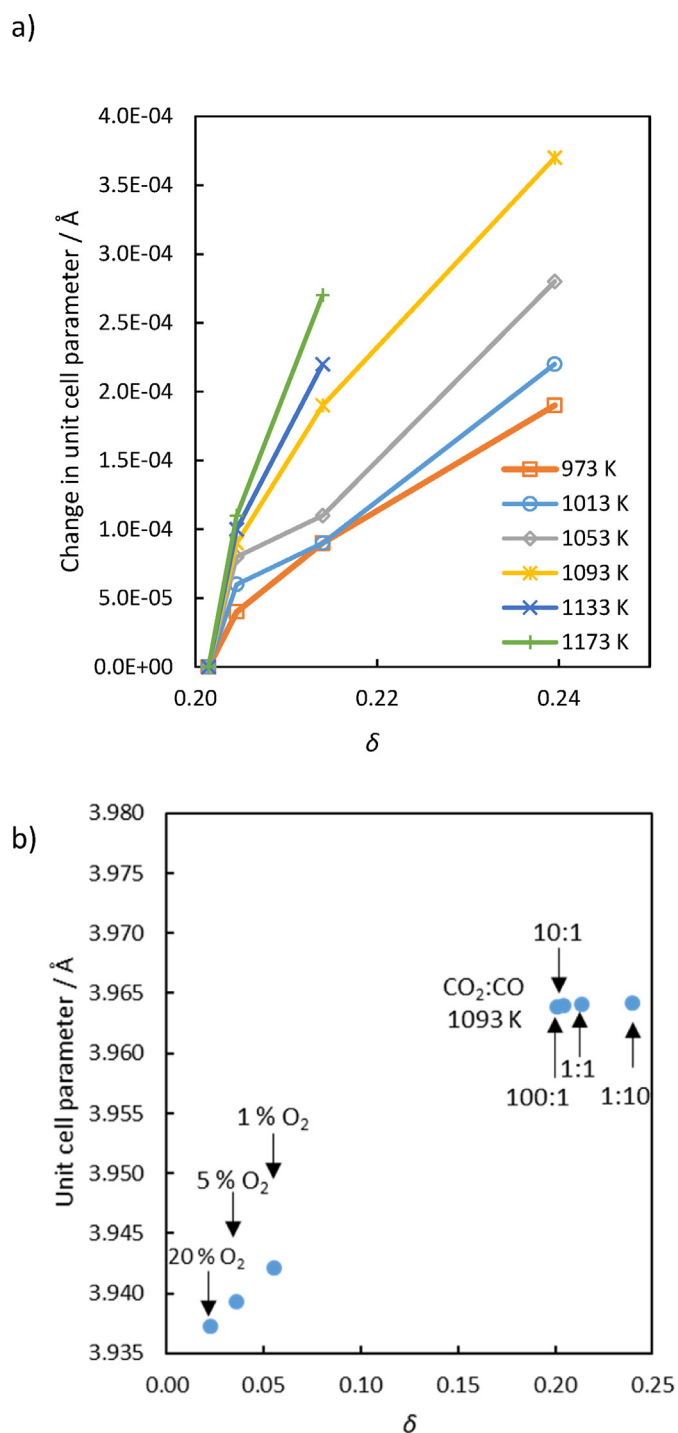 a)
Change in unit cell parameter / Å
4.0E-04
3.5E-04
3.0E-04
2.5E-04
2.0E-04
1.5E-04
1.0E-04
5.0E-05
0.0E+00
973 K
1013 K
1053 K
1093 K
1133 K
1173 K
0.20
0.22
0.24
δ
b)
Unit cell parameter / Å
3.980
3.975
3.970
3.965
3.960
3.955
3.950
3.945
3.940
3.935
10:1
CO₂:CO
1093 K
1:1
100:1
1:10
1 % O₂
5 % O₂
20 % O₂
0.00
0.05
0.10
0.15
0.20
0.25
δ